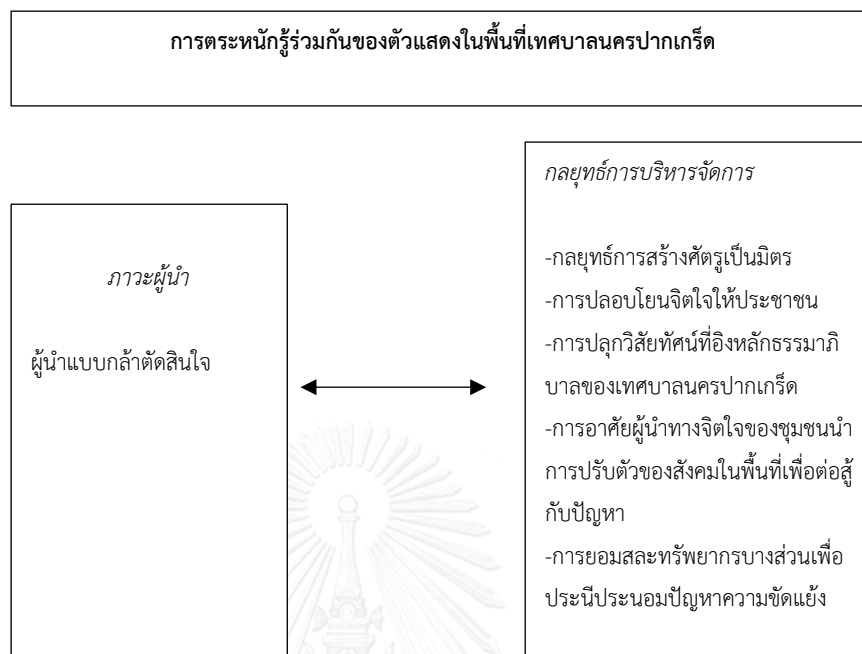 การตระหนักรู้ร่วมกันของตัวแสดงในพื้นที่เทศบาลนครปากเกร็ด
ภาวะผู้นำ
ผู้นำแบบกล้าตัดสินใจ
กลยุทธ์การบริหารจัดการ
-กลยุทธ์การสร้างศัตรูเป็นมิตร
-การปลอบโยนจิตใจให้ประชาชน
-การปลุกวิสัยทัศน์ที่อิงหลักธรรมาภิ
บาลของเทศบาลนครปากเกร็ด
-การอาศัยผู้นำทางจิตใจของชุมชนนำ
การปรับตัวของสังคมในพื้นที่เพื่อต่อสู้
กับปัญหา
-การยอมสละทรัพยากรบางส่วนเพื่อ
ประนีประนอมปัญหาความขัดแย้ง